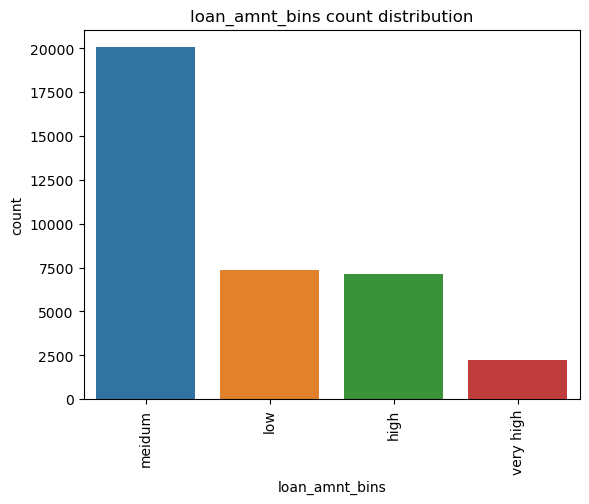 loan_amnt_bins count distribution
20000
17500
15000
12500
10000
7500
5000
2500
0
count
meidum
low
high
very high
loan_amnt_bins